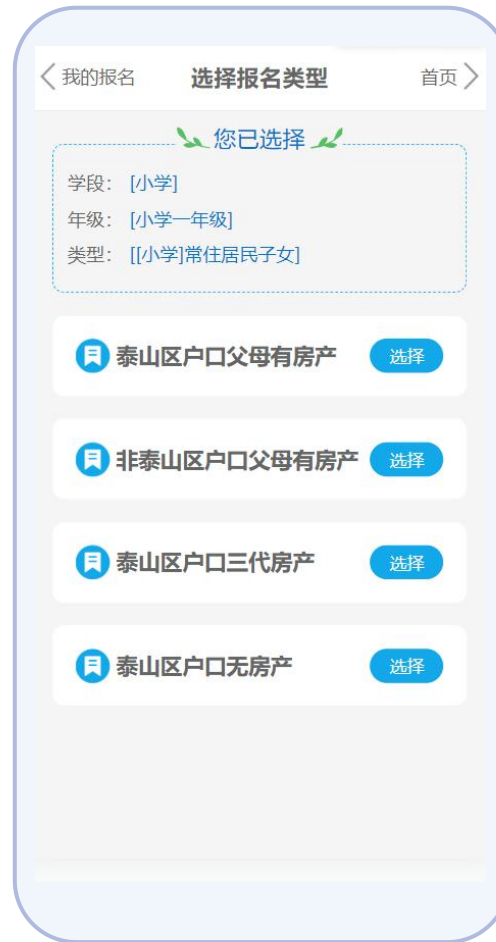 我的报名 选择报名类型 首页
您已选择
学段： [小学]
年级： [小学一年级]
类型： [[小学]常住居民子女]
泰山区户口父母有房产 选择
非泰山区户口父母有房产 选择
泰山区户口三代房产 选择
泰山区户口无房产 选择